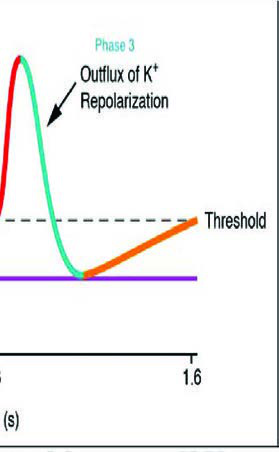 Phase 3
Outflux of K⁺
Repolarization
Threshold
1.6
(s)